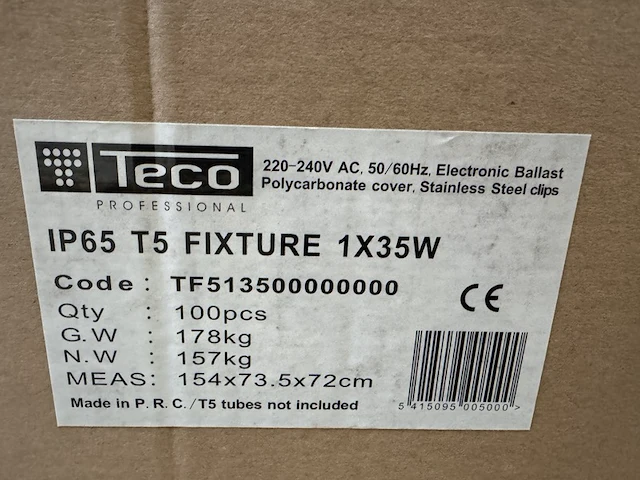 Teco
PROFESSIONAL
220-240V AC, 50/60Hz, Electronic Ballast
Polycarbonate cover, Stainless Steel clips
IP65 T5 FIXTURE 1X35W
Code : TF513500000000
CE
Qty : 100pcs
G.W : 178kg
N.W : 157kg
MEAS: 154x73.5x72cm
Made in P. R. C. /T5 tubes not included
5 415095 005000 >